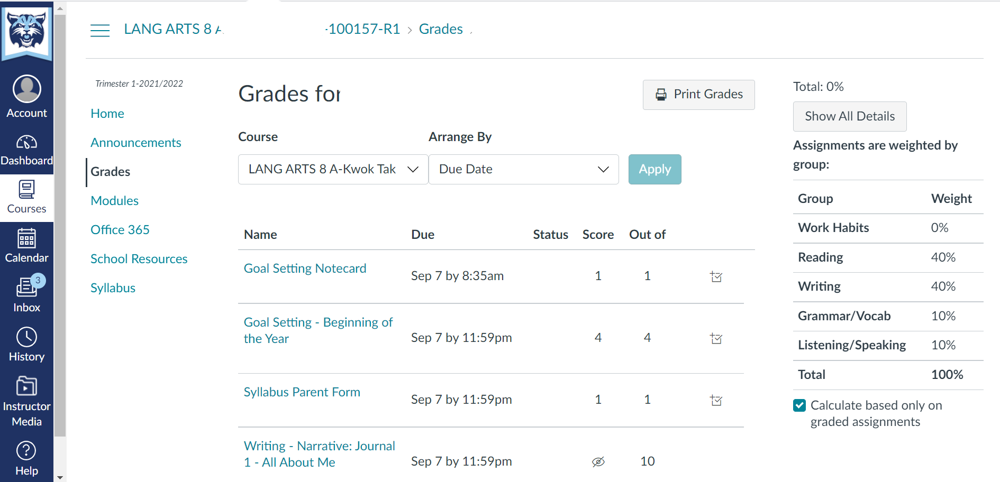 LANG ARTS 8 A
-100157-R1 > Grades
Account
Dashboard
Courses
Calendar
3
Inbox
History
Instructor
Media
Help
Trimester 1-2021/2022
Home
Announcements
Grades
Modules
Office 365
School Resources
Syllabus
Grades for
Print Grades
Course
Arrange By
LANG ARTS 8 A-Kwok Tak
Due Date
Apply
Name Due Status Score Out of
Goal Setting Notecard
Sep 7 by 8:35am 1 1
Goal Setting - Beginning of
the Year
Sep 7 by 11:59pm 4 4
Syllabus Parent Form
Sep 7 by 11:59pm 1 1
Writing - Narrative: Journal
1 - All About Me
Sep 7 by 11:59pm 10
Total: 0%
Show All Details
Assignments are weighted by
group:
Group Weight
Work Habits 0%
Reading 40%
Writing 40%
Grammar/Vocab 10%
Listening/Speaking 10%
Total 100%
Calculate based only on
graded assignments